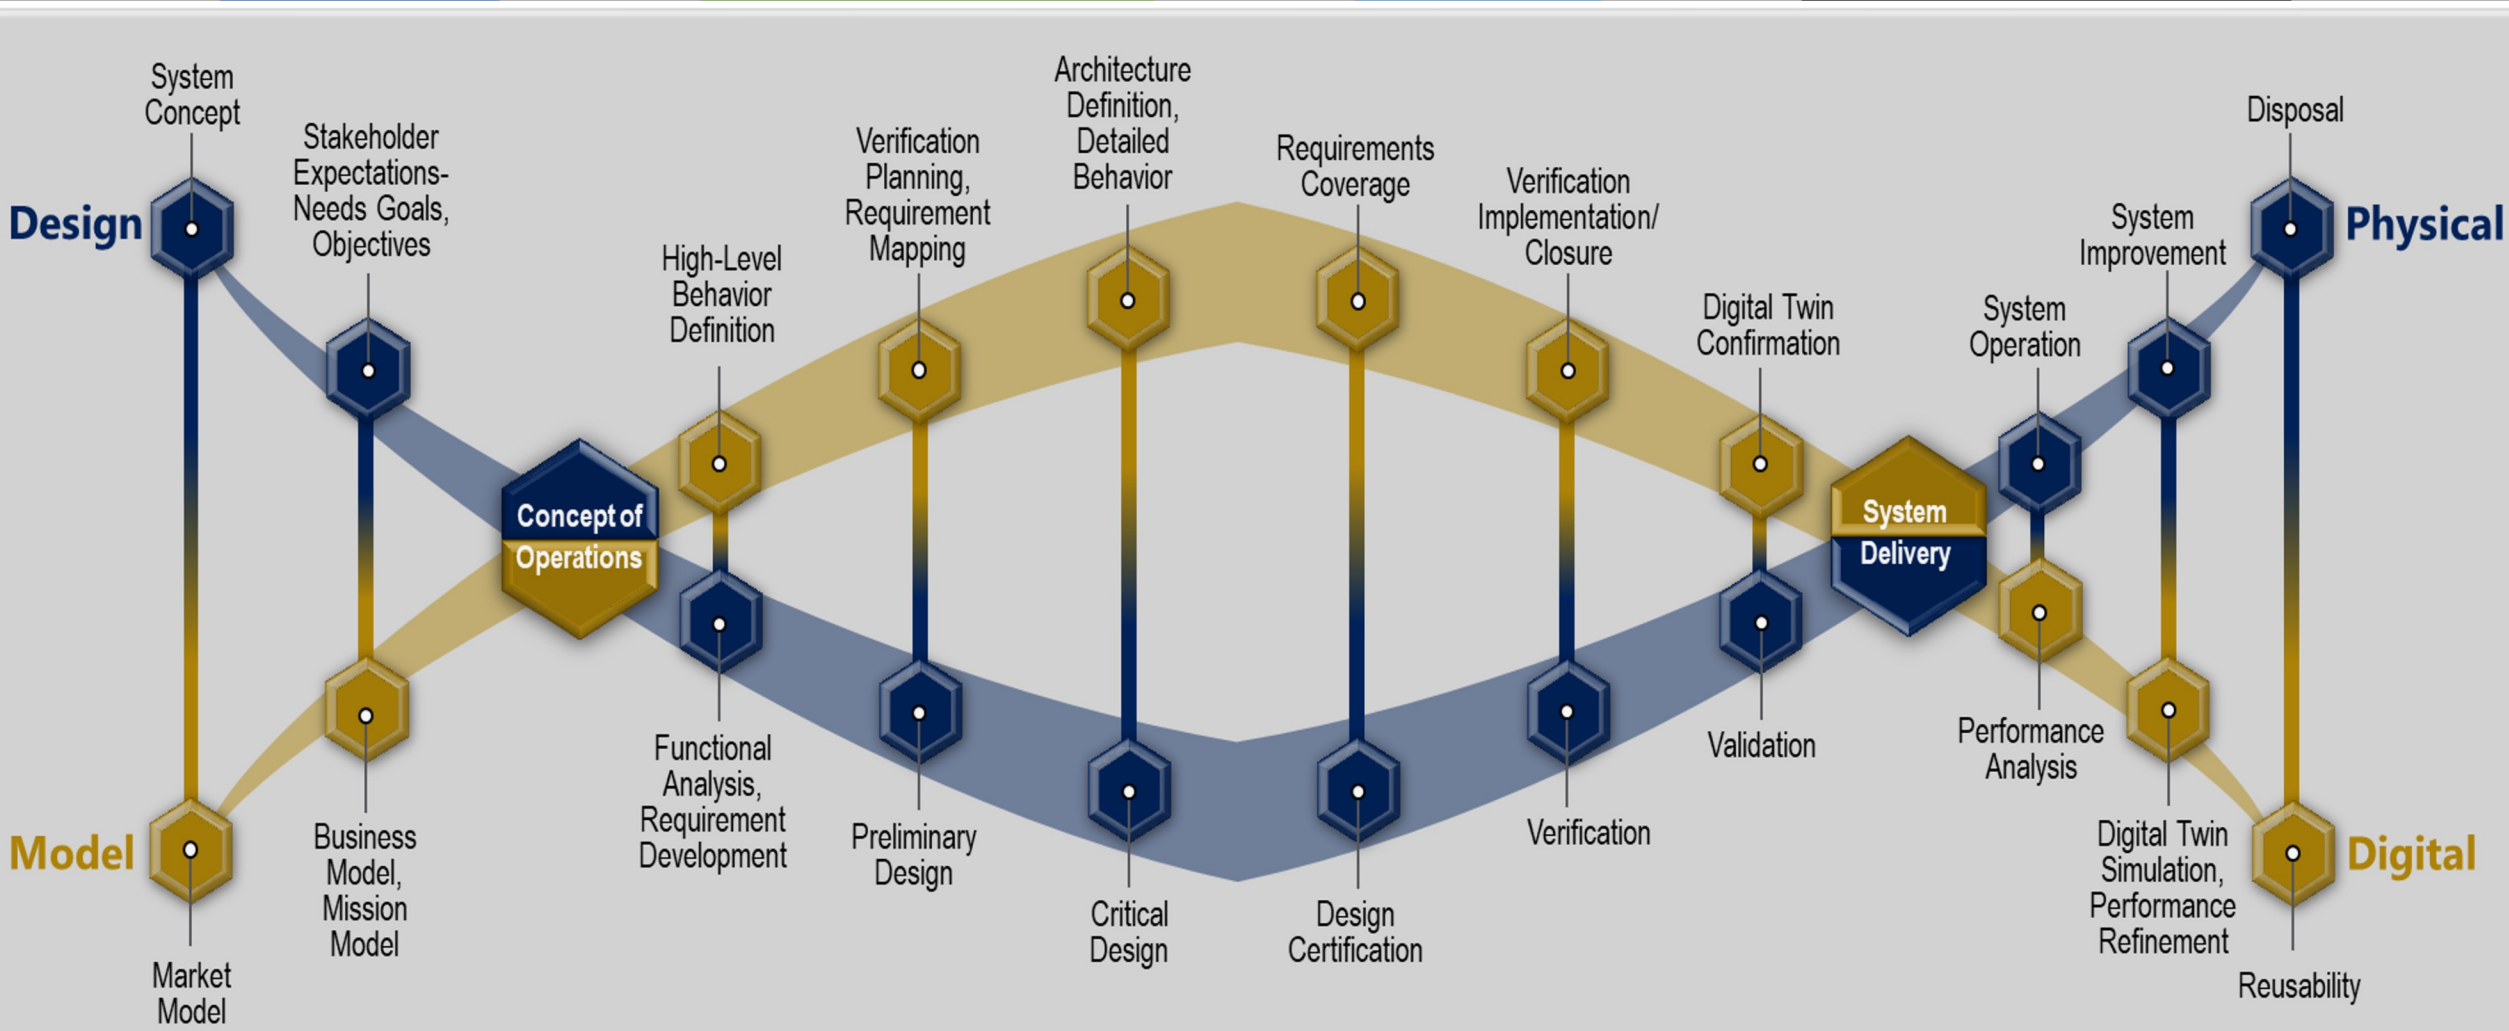 System
Concept
Design
Stakeholder
Expectations-
Needs Goals,
Objectives
High-Level
Behavior
Definition
Verification
Planning,
Requirement
Mapping
Architecture
Definition,
Detailed
Behavior
Requirements
Coverage
Verification
Implementation/
Closure
Digital Twin
Confirmation
System
Operation
System
Improvement
Disposal
Physical
Concept of
Operations
System
Delivery
Model
Market
Model
Business
Model,
Mission
Model
Functional
Analysis,
Requirement
Development
Preliminary
Design
Critical
Design
Design
Certification
Verification
Validation
Performance
Analysis
Digital Twin
Simulation,
Performance
Refinement
Digital
Reusability